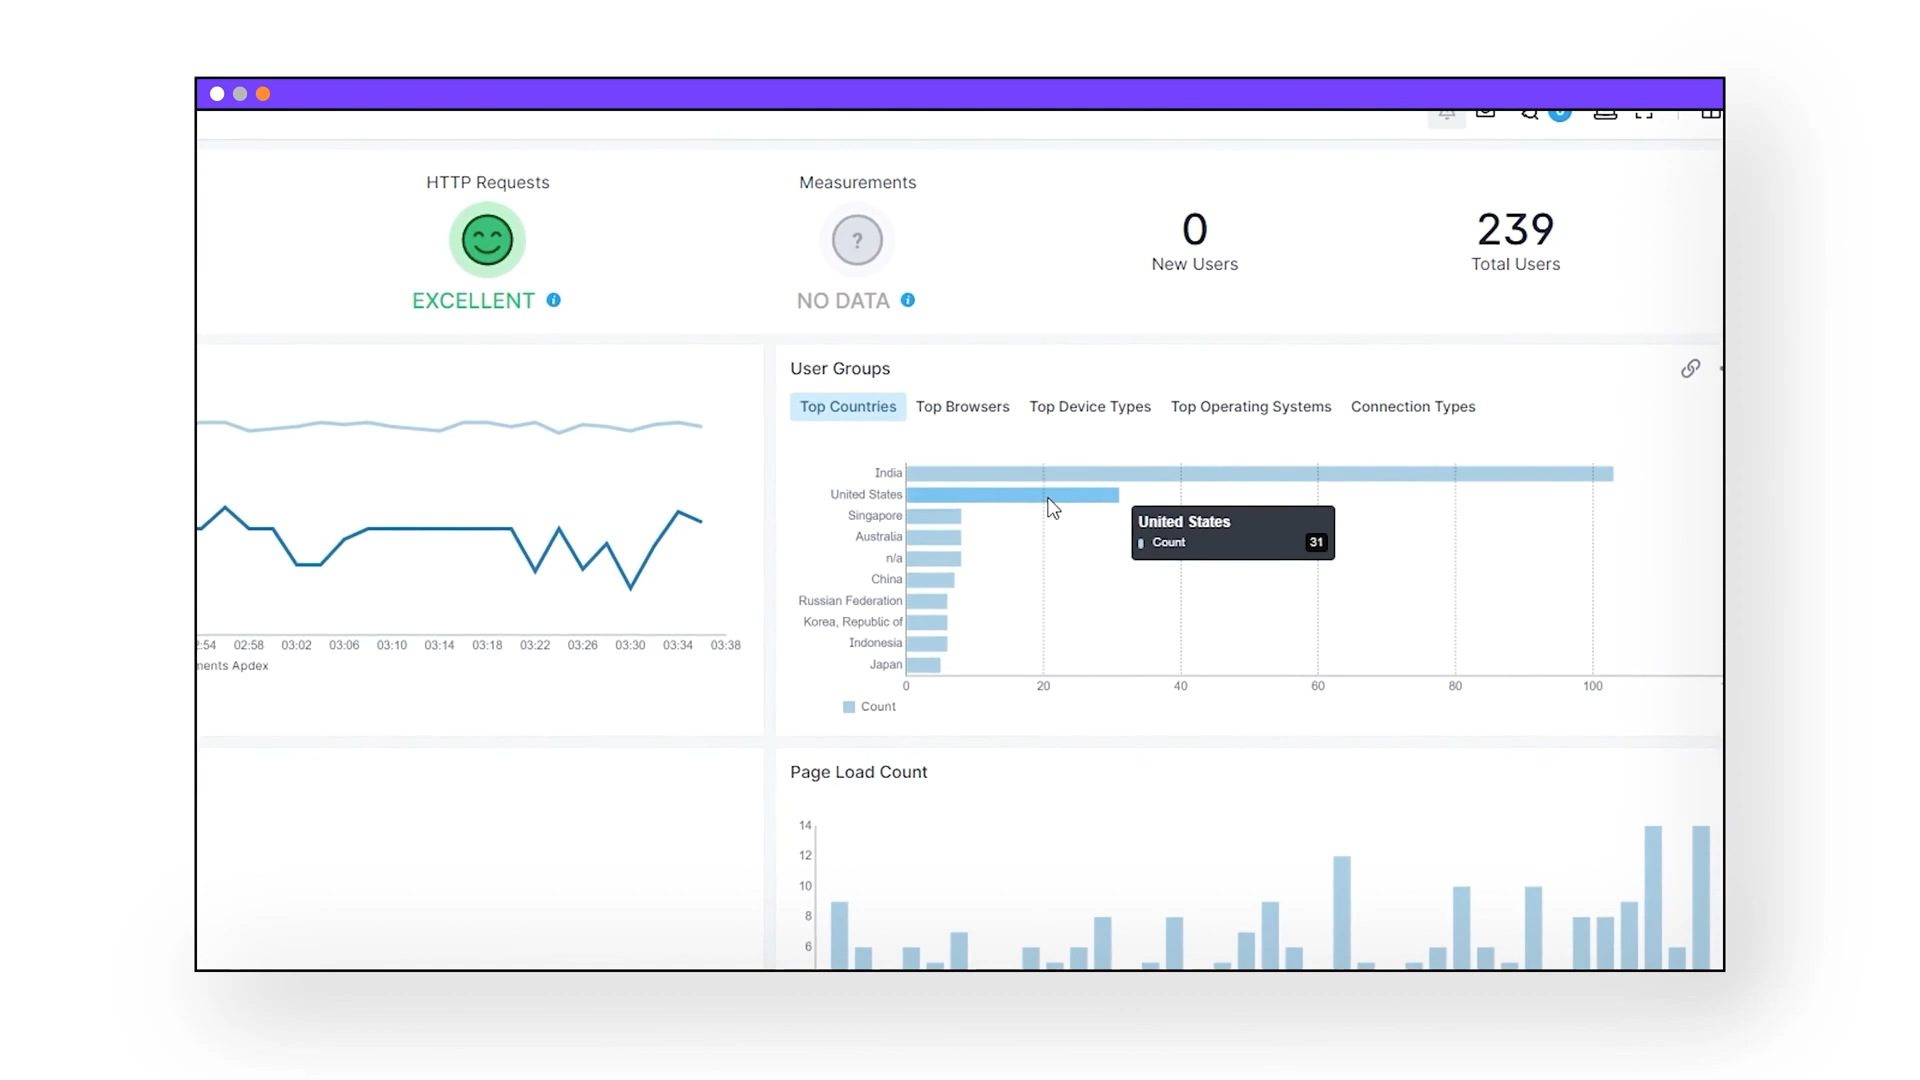 HTTP Requests
EXCELLENT
Measurements
?
NO DATA
0
New Users
239
Total Users
02:58 03:02 03:06 03:10 03:14 03:18 03:22 03:26 03:30 03:34 03:38
Apdex
User Groups
Top Countries Top Browsers Top Device Types Top Operating Systems Connection Types
India
United States
Singapore
Australia
n/a
China
Russian Federation
Korea, Republic of
Indonesia
Japan
United States
Count 31
0 20 40 60 80 100
Count
Page Load Count
14
12
10
8
6